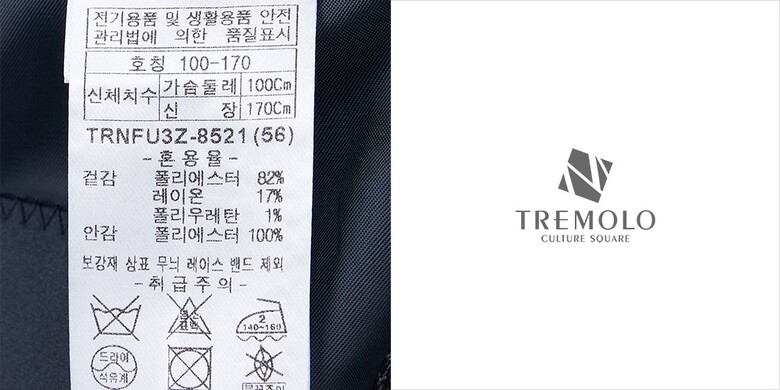 전기용품 및 생활용품 안전
관리법에 의한 품질표시
호칭 100-170
신체치수 가슴둘레 100Cm
신 장 170Cm
TRNFU3Z-8521(56)
-혼용율-
겉감 폴리에스터 82%
레이온 17%
폴리우레탄 1%
안감 폴리에스터 100%
보강재 상표 무늬 레이스 밴드 제외
-취급주의-
2
140~160
드라이
석유계
TREMOLO
CULTURE SQUARE